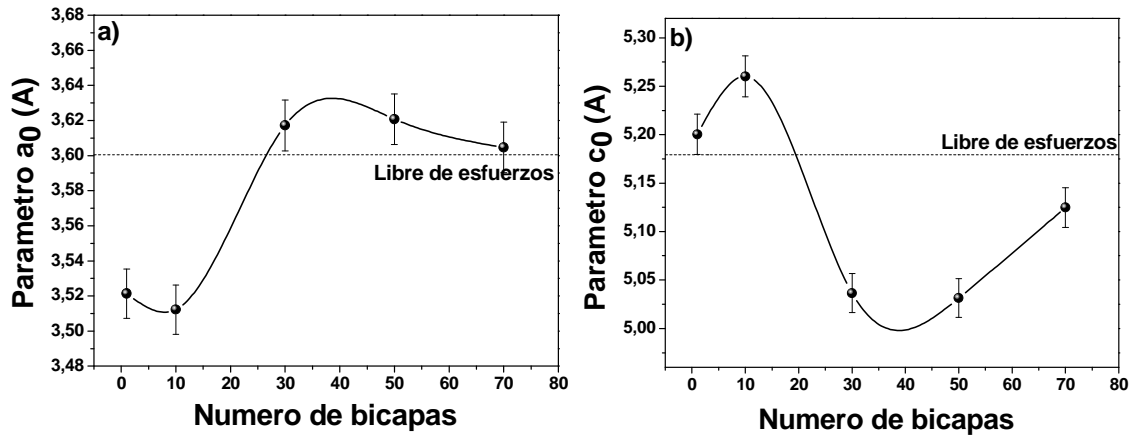 a)
3,68
3,66
3,64
3,62
3,60
3,58
3,56
3,54
3,52
3,50
3,48
Parametro a0 (A)
Libre de esfuerzos
0 10 20 30 40 50 60 70 80
Numero de bicapas
b)
5,30
5,25
5,20
5,15
5,10
5,05
5,00
Parametro c0 (A)
Libre de esfuerzos
0 10 20 30 40 50 60 70 80
Numero de bicapas